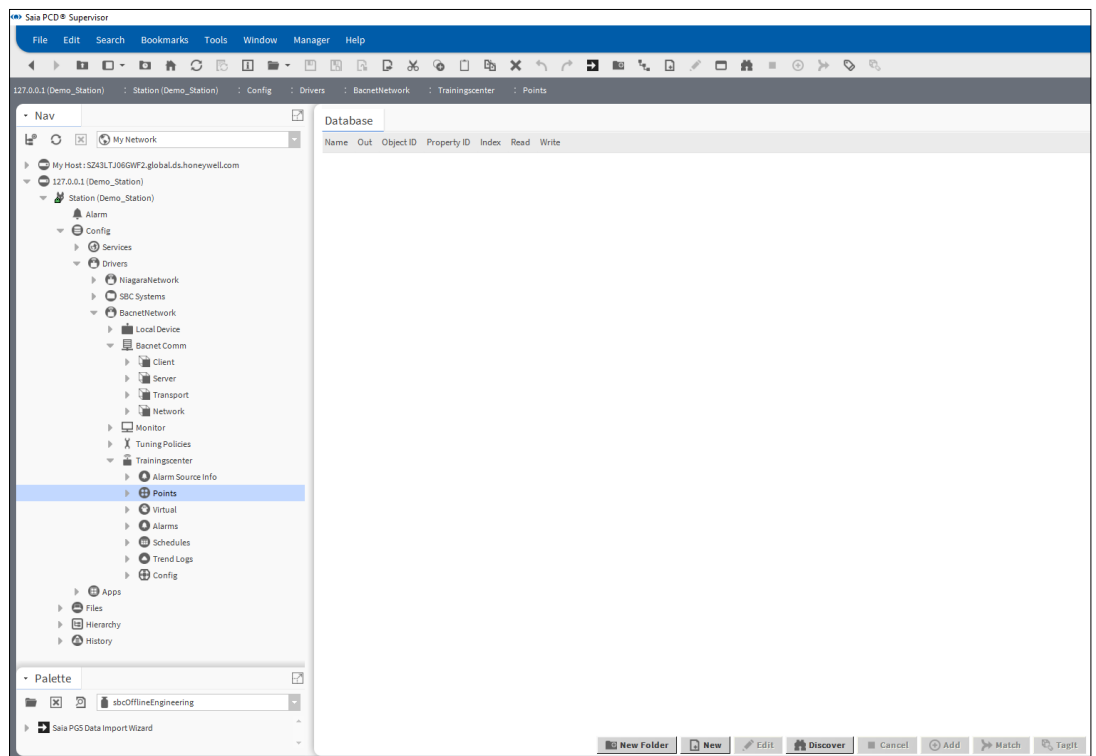 Saia PCD® Supervisor
File Edit Search Bookmarks Tools Window Manager Help
127.0.0.1 (Demo_Station) : Station (Demo_Station) : Config : Drivers : BacnetNetwork : Trainingscenter : Points
Nav
My Network
My Host : SZ43LTJ06GWF2.global.ds.honeywell.com
127.0.0.1 (Demo_Station)
Station (Demo_Station)
Alarm
Config
Services
Drivers
NiagaraNetwork
SBC Systems
BacnetNetwork
Local Device
Bacnet Comm
Client
Server
Transport
Network
Monitor
Tuning Policies
Trainingscenter
Alarm Source Info
Points
Virtual
Alarms
Schedules
Trend Logs
Config
Apps
Files
Hierarchy
History
Palette
sbcOfflineEngineering
Saia PG5 Data Import Wizard
Database
Name Out Object ID Property ID Index Read Write
New Folder New Edit Discover Cancel Add Match TagIt